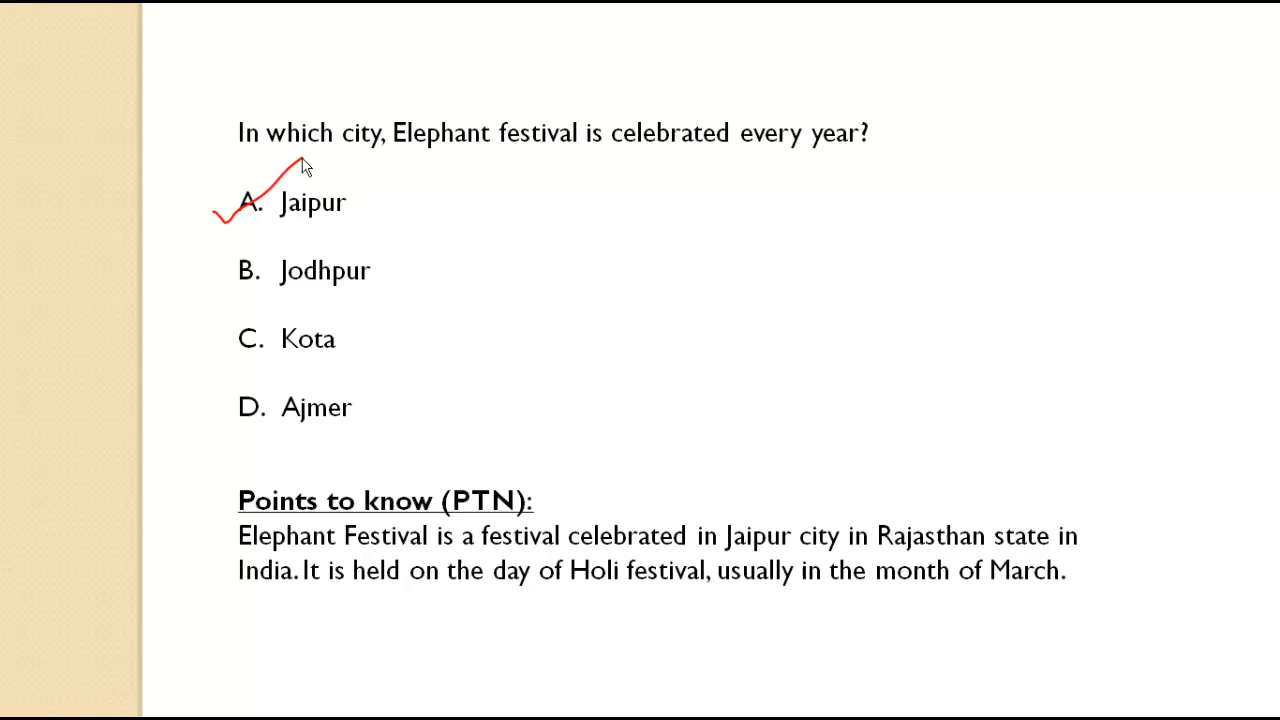 In which city, Elephant festival is celebrated every year?
A. Jaipur
B. Jodhpur
C. Kota
D. Ajmer
Points to know (PTN):
Elephant Festival is a festival celebrated in Jaipur city in Rajasthan state in
India. It is held on the day of Holi festival, usually in the month of March.